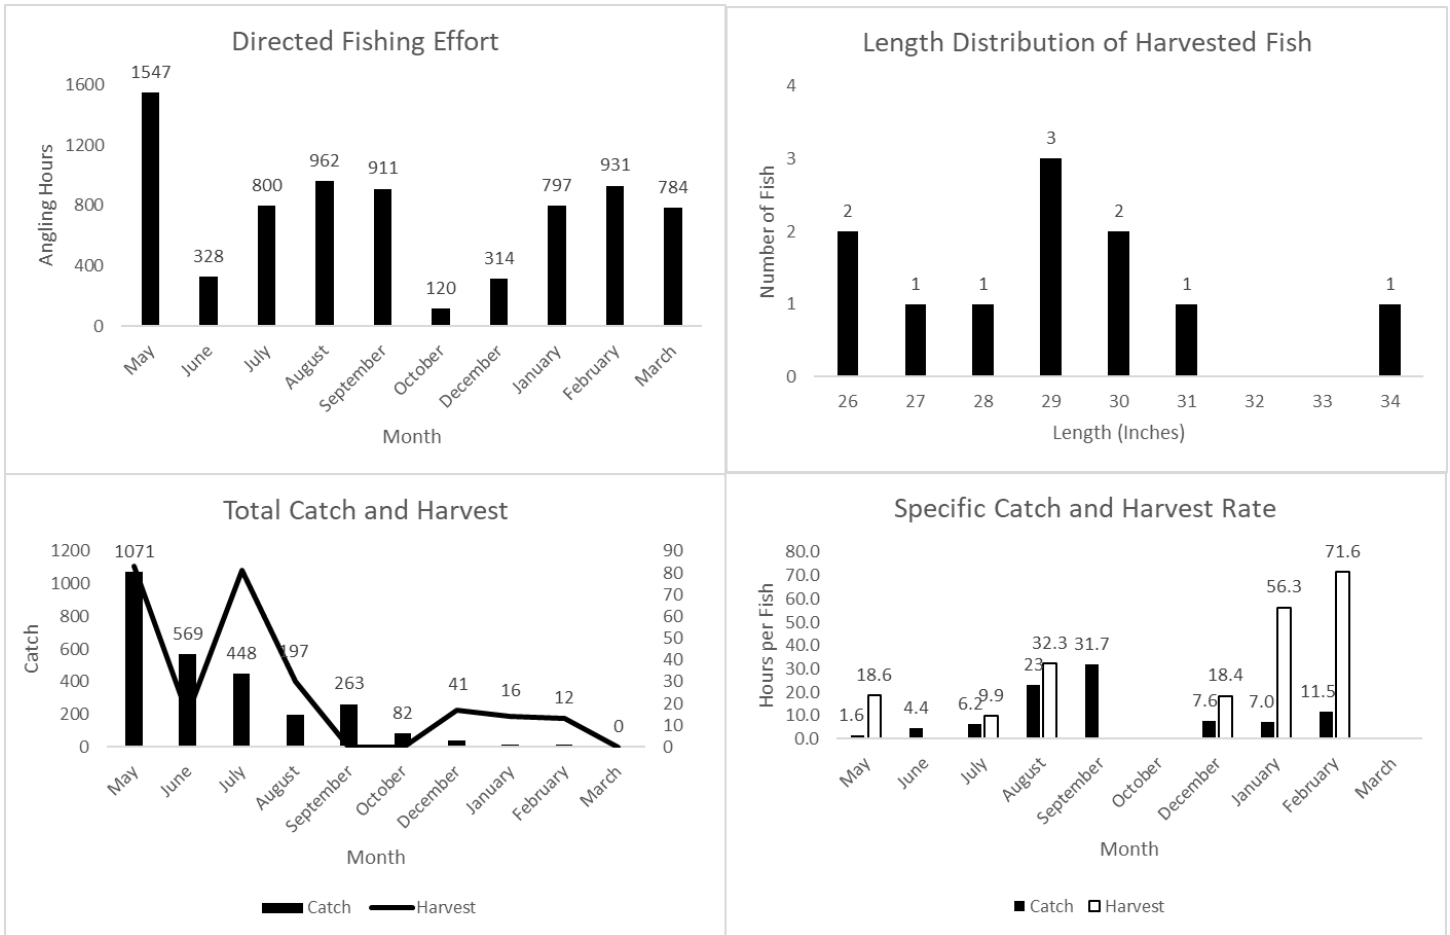 Directed Fishing Effort
1547
1600
1200
962
931
911
Angling Hours
800
797
784
800
328
314
400
120
0
May
June
July
August
September
October
December
January
February
March
Month
Length Distribution of Harvested Fish
4
3
3
Number of Fish
2
2
2
1
1
1
1
1
0
26 27 28 29 30 31 32 33 34
Length (Inches)
Total Catch and Harvest
1200
1071
90
1000
80
70
800
569
60
Catch
600
448
197
50
40
400
263
30
200
82
41
16
12
0
20
10
0
0
May
June
July
August
September
October
December
January
February
March
Month
Catch Harvest
Specific Catch and Harvest Rate
80.0
71.6
70.0
56.3
60.0
Hours per Fish
50.0
40.0
32.3
31.7
30.0
23
18.6
18.4
20.0
9.9
11.5
10.0
1.6
4.4
6.2
7.6
7.0
0.0
May
June
July
August
September
October
December
January
February
March
Month
Catch Harvest